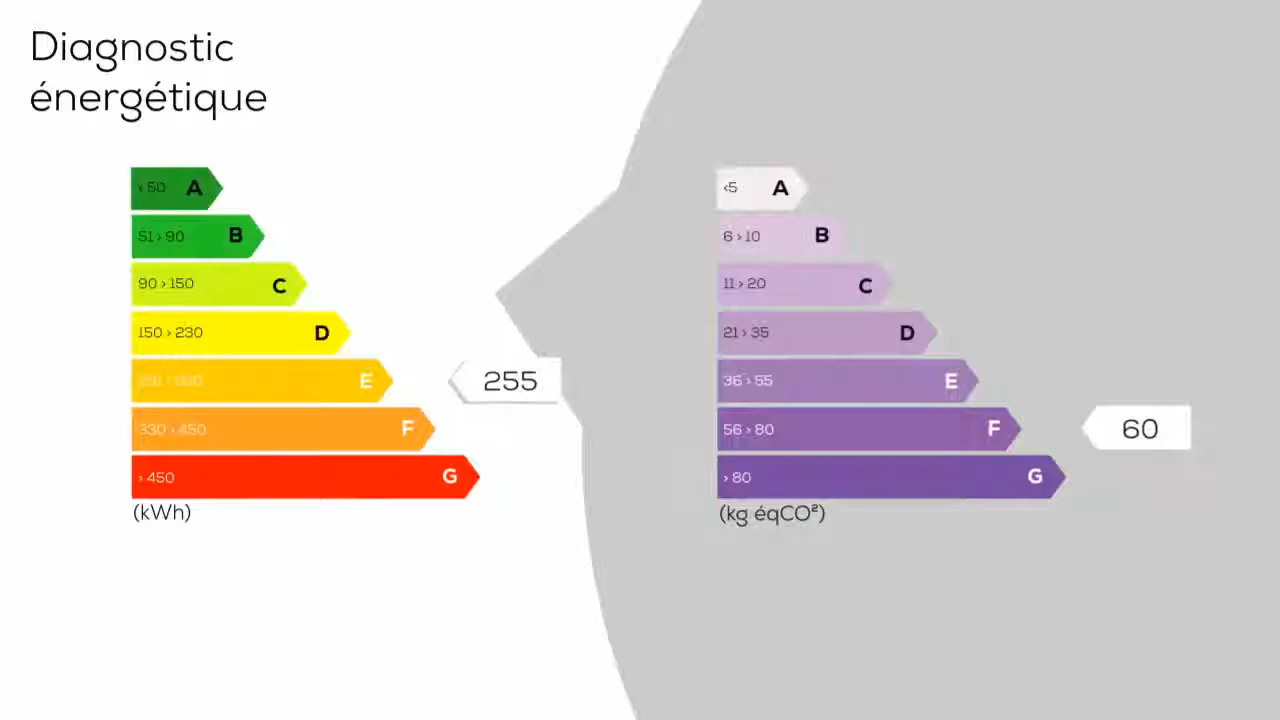 Diagnostic
énergétique
< 50 A
51 > 90 B
90 > 150 C
150 > 230 D
E
255
330 > 450 F
> 450 G
(kWh)
<5 A
6 > 10 B
11 > 20 C
21 > 35 D
36 > 55 E
56 > 80 F
60
> 80 G
(kg éqCO²)